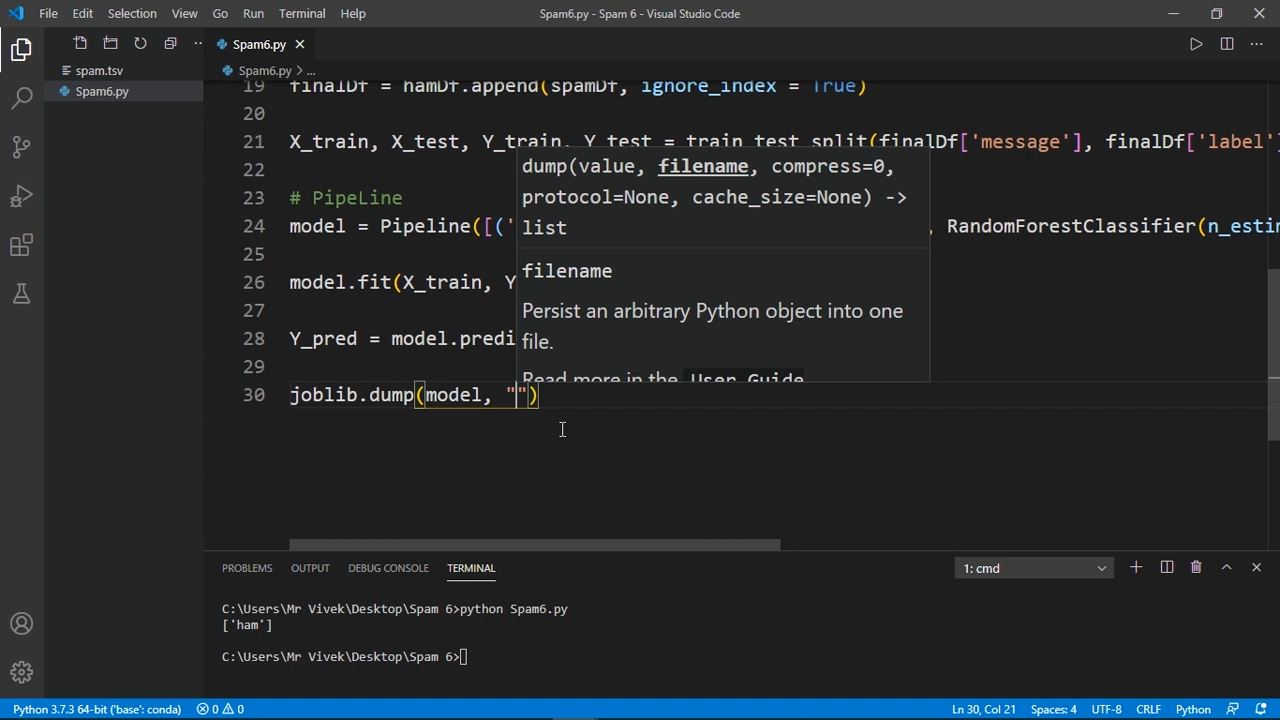 File Edit Selection View Go Run Terminal Help Spam6.py - Spam 6 - Visual Studio Code
Spam6.py
Spam6.py > ...
spam.tsv
Spam6.py
19 finalDf = hamDf.append(spamDf, ignore_index = True)
20
21 X_train, X_test, Y_train, Y_test = train_test_split(finalDf['message'], finalDf['label']
22
23 # PipeLine
24 model = Pipeline([(' , RandomForestClassifier(n_esti
25
26 model.fit(X_train, Y
27
28 Y_pred = model.predi
29
30 joblib.dump(model, "")
dump(value, filename, compress=0,
protocol=None, cache_size=None) ->
list
filename
Persist an arbitrary Python object into one
file.
Read more in the User Guide
PROBLEMS OUTPUT DEBUG CONSOLE TERMINAL 1: cmd
C:\Users\Mr Vivek\Desktop\Spam 6>python Spam6.py
['ham']
C:\Users\Mr Vivek\Desktop\Spam 6>
Python 3.7.3 64-bit ('base': conda) 0 0 Ln 30, Col 21 Spaces: 4 UTF-8 CRLF Python